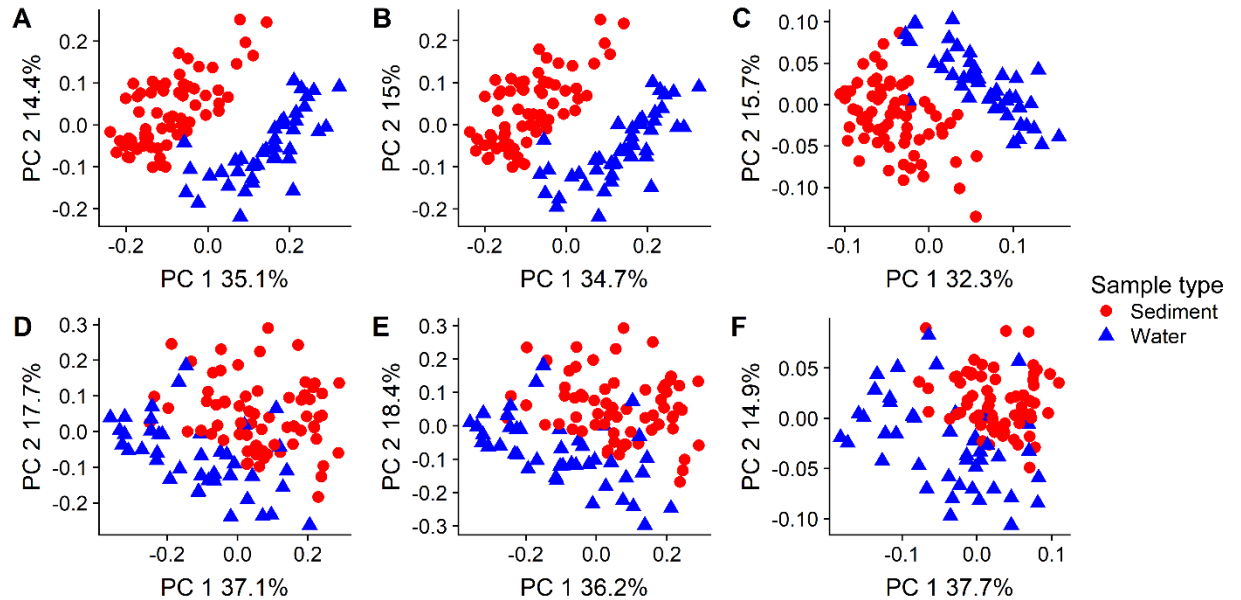 A
B
C
0.2
0.1
0.0
-0.1
-0.2
PC 2 14.4%
-0.2
0.0
0.2
PC 1 35.1%
0.2
0.1
0.0
-0.1
-0.2
PC 2 15%
-0.2
0.0
0.2
PC 1 34.7%
0.10
0.05
0.00
-0.05
-0.10
PC 2 15.7%
-0.1
0.0
0.1
PC 1 32.3%
Sample type
Sediment
Water
D
E
F
0.3
0.2
0.1
0.0
-0.1
-0.2
PC 2 17.7%
-0.2
0.0
0.2
PC 1 37.1%
0.3
0.2
0.1
0.0
-0.1
-0.2
-0.3
PC 2 18.4%
-0.2
0.0
0.2
PC 1 36.2%
0.10
0.05
0.00
-0.05
-0.10
PC 2 14.9%
-0.1
0.0
0.1
PC 1 37.7%